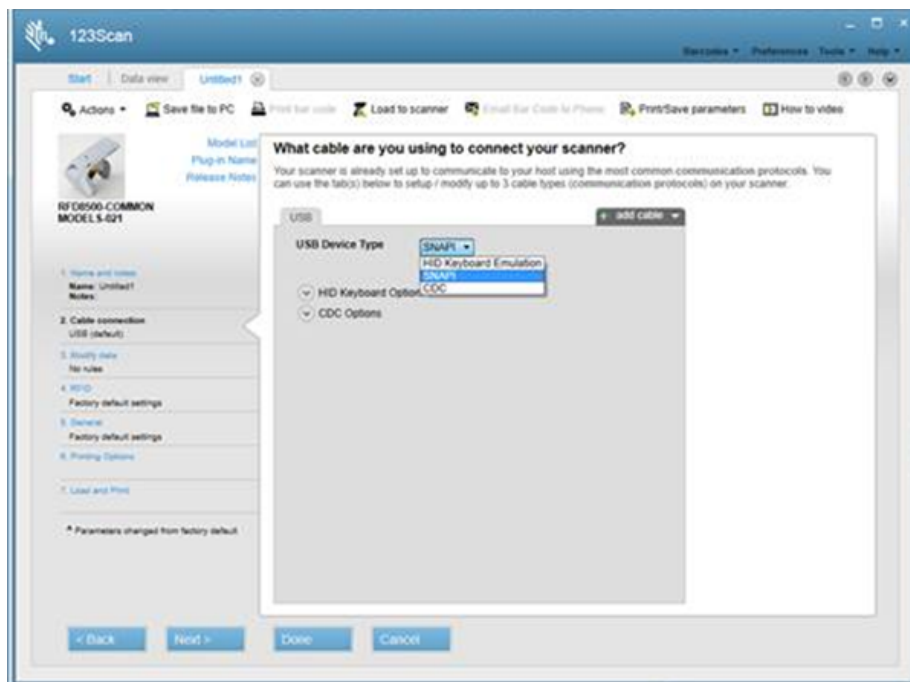 123Scan
Barcodes Preferences Tools Help
Start Data view Untitled1
Actions Save file to PC Print bar code Load to scanner Email Bar Code to Phone Print/Save parameters How to video
Model List
Plug-in Name
Release Notes
RFD8500-COMMON
MODELS-021
1. Name and notes
Name: Untitled1
Notes:
2. Cable connection
USB (default)
3. Modify data
No rules
4. RFID
Factory default settings
5. General
Factory default settings
6. Printing Options
7. Load and Print
* Parameters changed from factory default
What cable are you using to connect your scanner?
Your scanner is already set up to communicate to your host using the most common communication protocols. You
can use the tab(s) below to setup / modify up to 3 cable types (communication protocols) on your scanner.
USB
+ add cable
USB Device Type SNAPI
HID Keyboard Emulation
SNAPI
CDC
HID Keyboard Option
CDC Options
< Back Next > Done Cancel